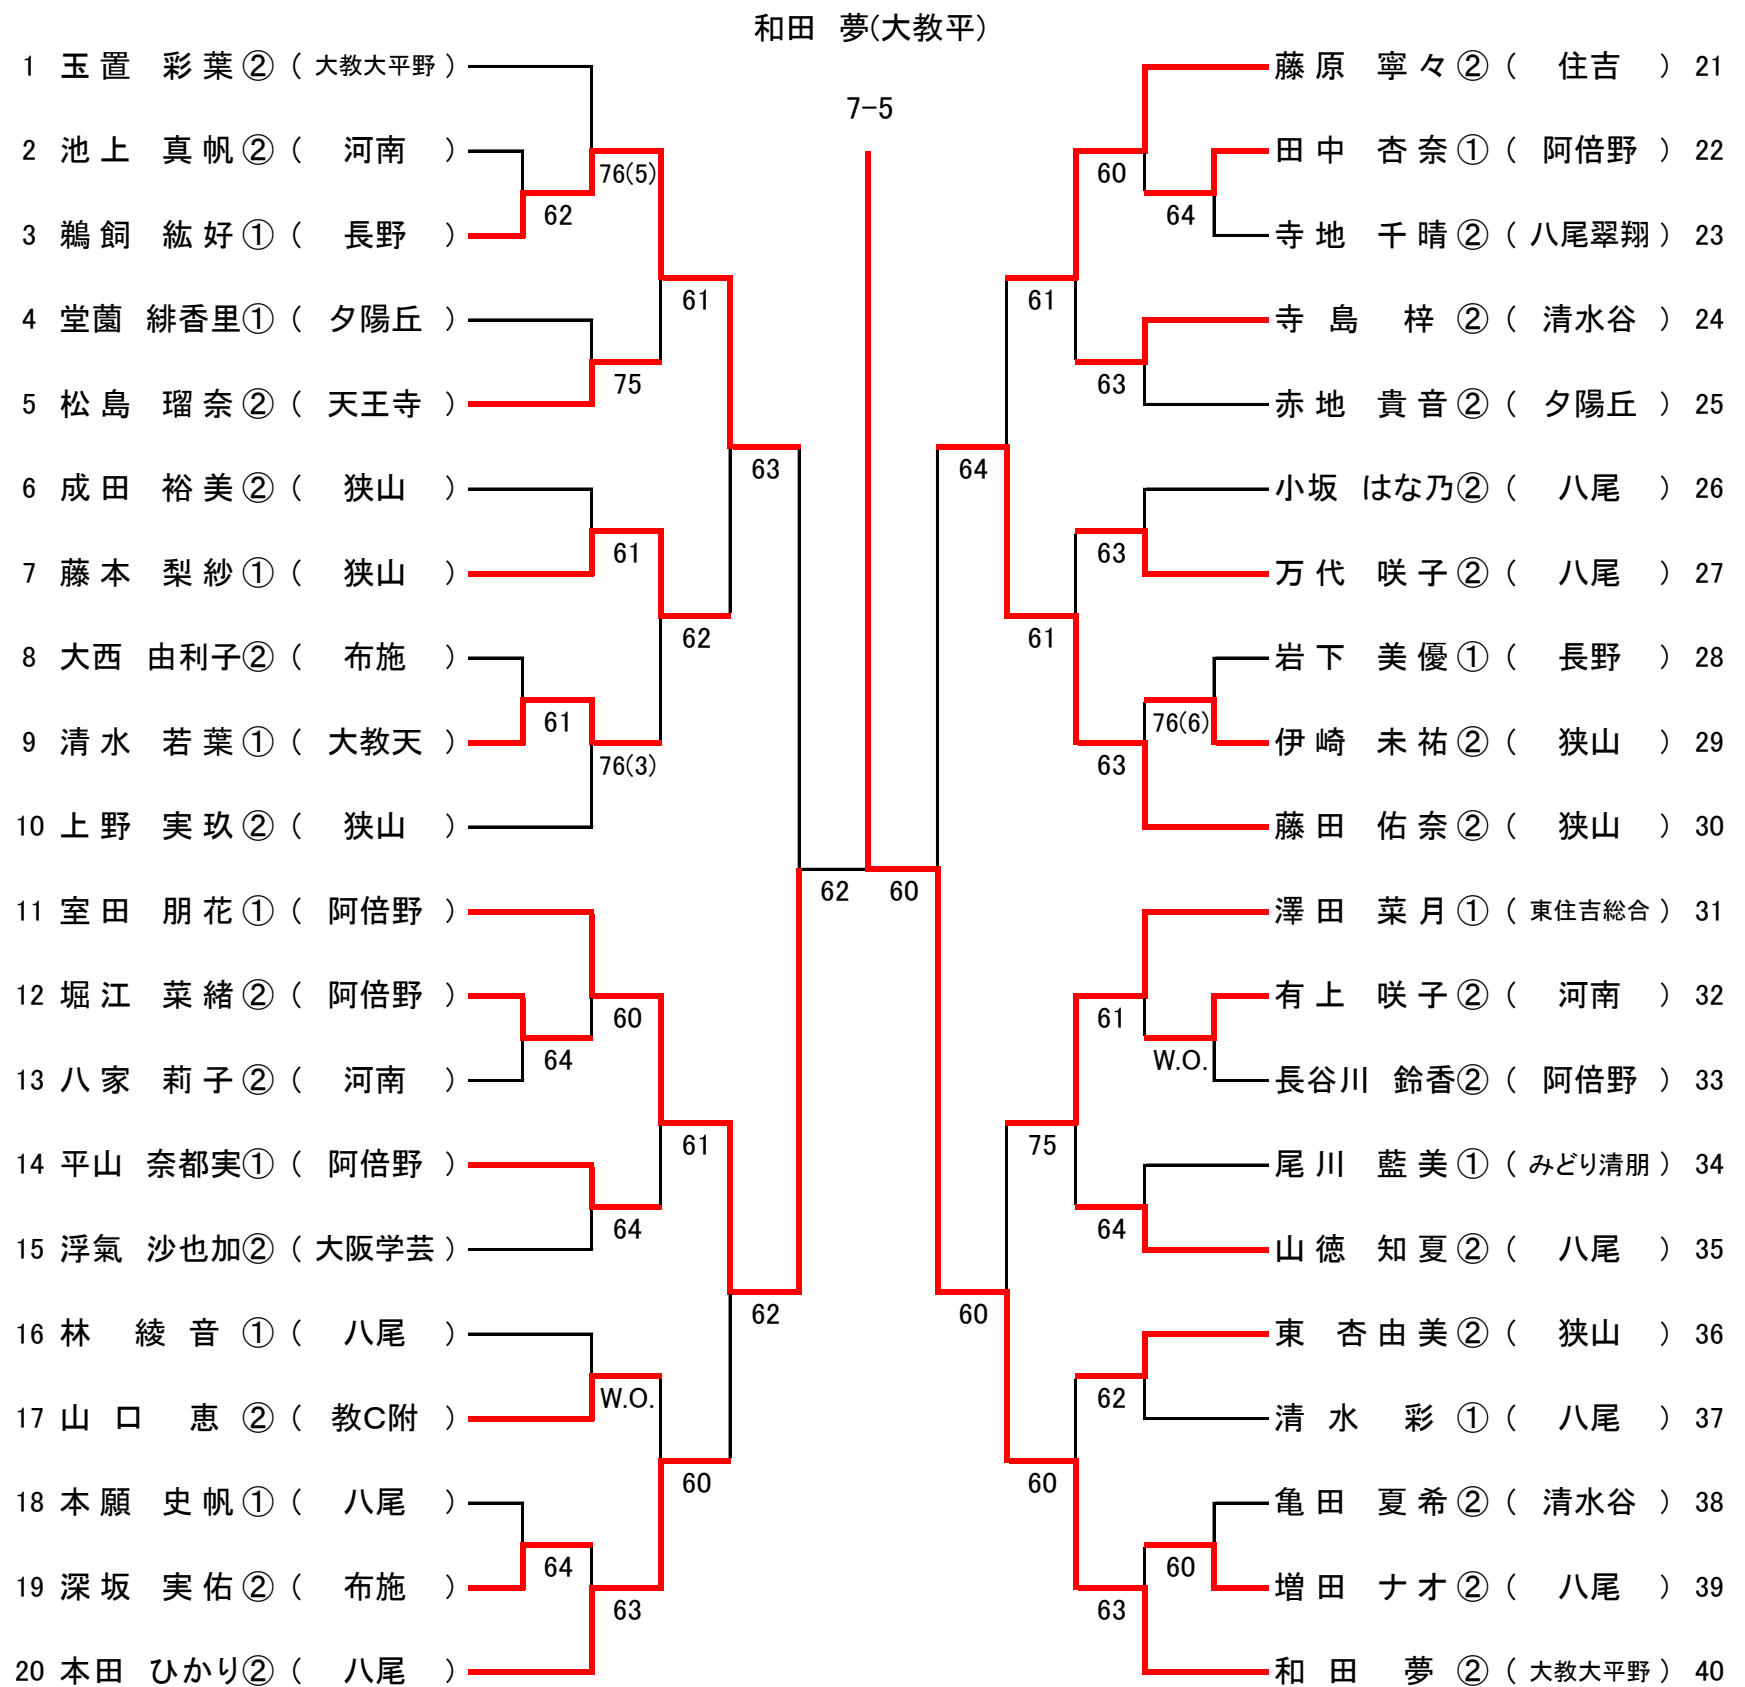 和田　夢(大教平)
7-5
1 玉置 彩葉② ( 大教大平野 )
2 池上 真帆② ( 河南 )
3 鵜飼 紘好① ( 長野 )
4 堂薗 緋香里① ( 夕陽丘 )
5 松島 瑠奈② ( 天王寺 )
6 成田 裕美② ( 狭山 )
7 藤本 梨紗① ( 狭山 )
8 大西 由利子② ( 布施 )
9 清水 若葉① ( 大教天 )
10 上野 実玖② ( 狭山 )
11 室田 朋花① ( 阿倍野 )
12 堀江 菜緒② ( 阿倍野 )
13 八家 莉子② ( 河南 )
14 平山 奈都実① ( 阿倍野 )
15 浮氣 沙也加② ( 大阪学芸 )
16 林 綾音① ( 八尾 )
17 山口 恵② ( 教C附 )
18 本願 史帆① ( 八尾 )
19 深坂 実佑② ( 布施 )
20 本田 ひかり② ( 八尾 )
62
61
64
64
76(5)
75
61
76(3)
60
64
W.O.
63
61
62
61
60
63
62
62
60
64
60
61
61
75
60
60
63
63
63
61
64
62
63
64
76(6)
W.O.
60
藤原 寧々② ( 住吉 ) 21
田中 杏奈① ( 阿倍野 ) 22
寺地 千晴② ( 八尾翠翔 ) 23
寺島 梓② ( 清水谷 ) 24
赤地 貴音② ( 夕陽丘 ) 25
小坂 はな乃② ( 八尾 ) 26
万代 咲子② ( 八尾 ) 27
岩下 美優① ( 長野 ) 28
伊崎 未祐② ( 狭山 ) 29
藤田 佑奈② ( 狭山 ) 30
澤田 菜月① ( 東住吉総合 ) 31
有上 咲子② ( 河南 ) 32
長谷川 鈴香② ( 阿倍野 ) 33
尾川 藍美① ( みどり清朋 ) 34
山徳 知夏② ( 八尾 ) 35
東 杏由美② ( 狭山 ) 36
清水 彩① ( 八尾 ) 37
亀田 夏希② ( 清水谷 ) 38
増田 ナオ② ( 八尾 ) 39
和田 夢② ( 大教大平野 ) 40